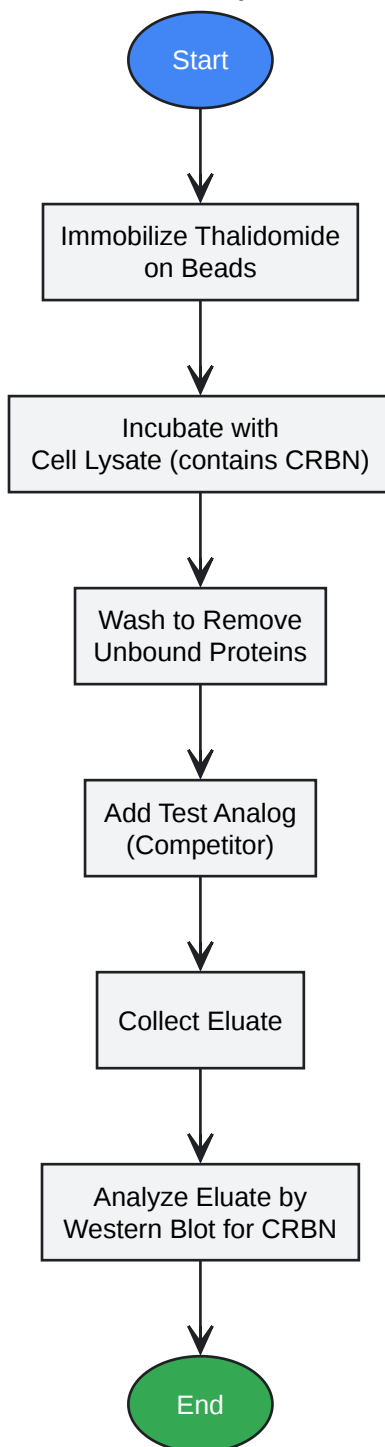 Start
Immobilize Thalidomide
on Beads
Incubate with
Cell Lysate (contains CRBN)
Wash to Remove
Unbound Proteins
Add Test Analog
(Competitor)
Collect Eluate
Analyze Eluate by
Western Blot for CRBN
End